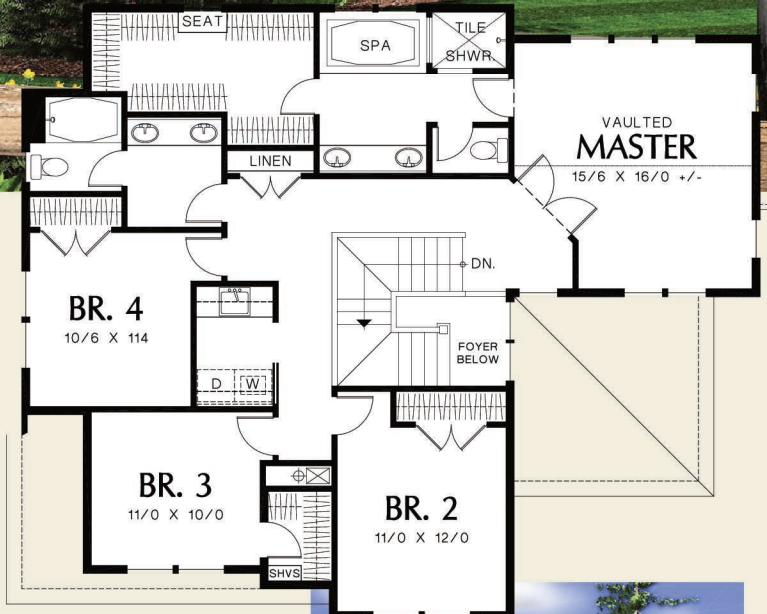 SEAT
SPA
TILE
SHWR.
VAULTED
MASTER
15/6 X 16/0 +/-
LINEN
DN.
BR. 4
10/6 X 114
FOYER
BELOW
D
W
BR. 3
11/0 X 10/0
BR. 2
11/0 X 12/0
SHVS